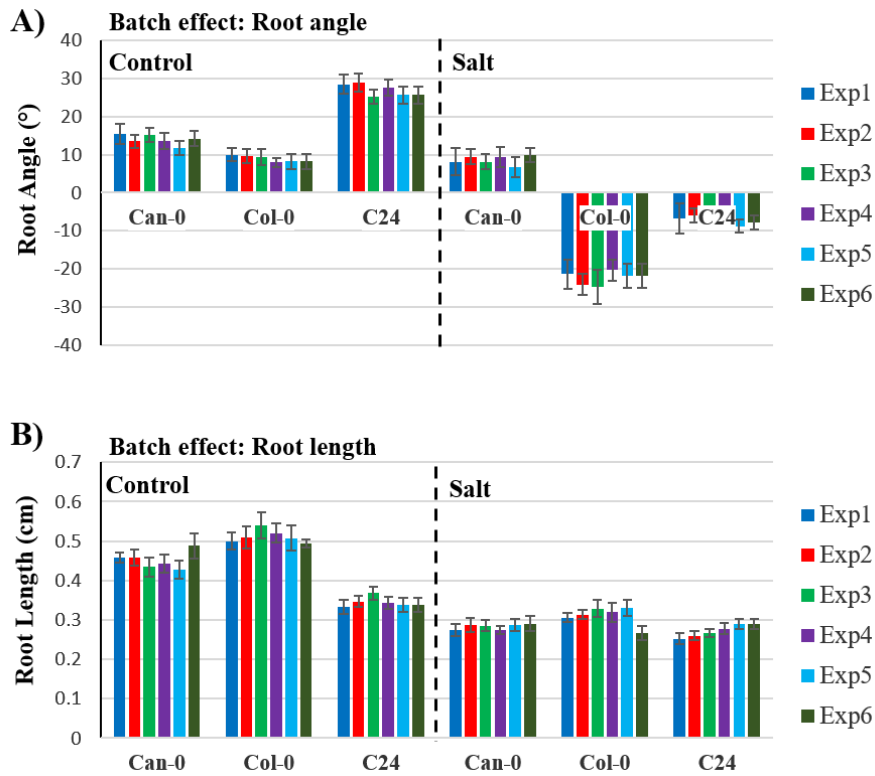 A)
Batch effect: Root angle
Control
Salt
Root Angle (°)
40
30
20
10
0
-10
-20
-30
-40
Can-0 Col-0 C24 Can-0 Col-0 C24
Exp1
Exp2
Exp3
Exp4
Exp5
Exp6
B)
Batch effect: Root length
Control
Salt
Root Length (cm)
0.7
0.6
0.5
0.4
0.3
0.2
0.1
0
Can-0 Col-0 C24 Can-0 Col-0 C24
Exp1
Exp2
Exp3
Exp4
Exp5
Exp6